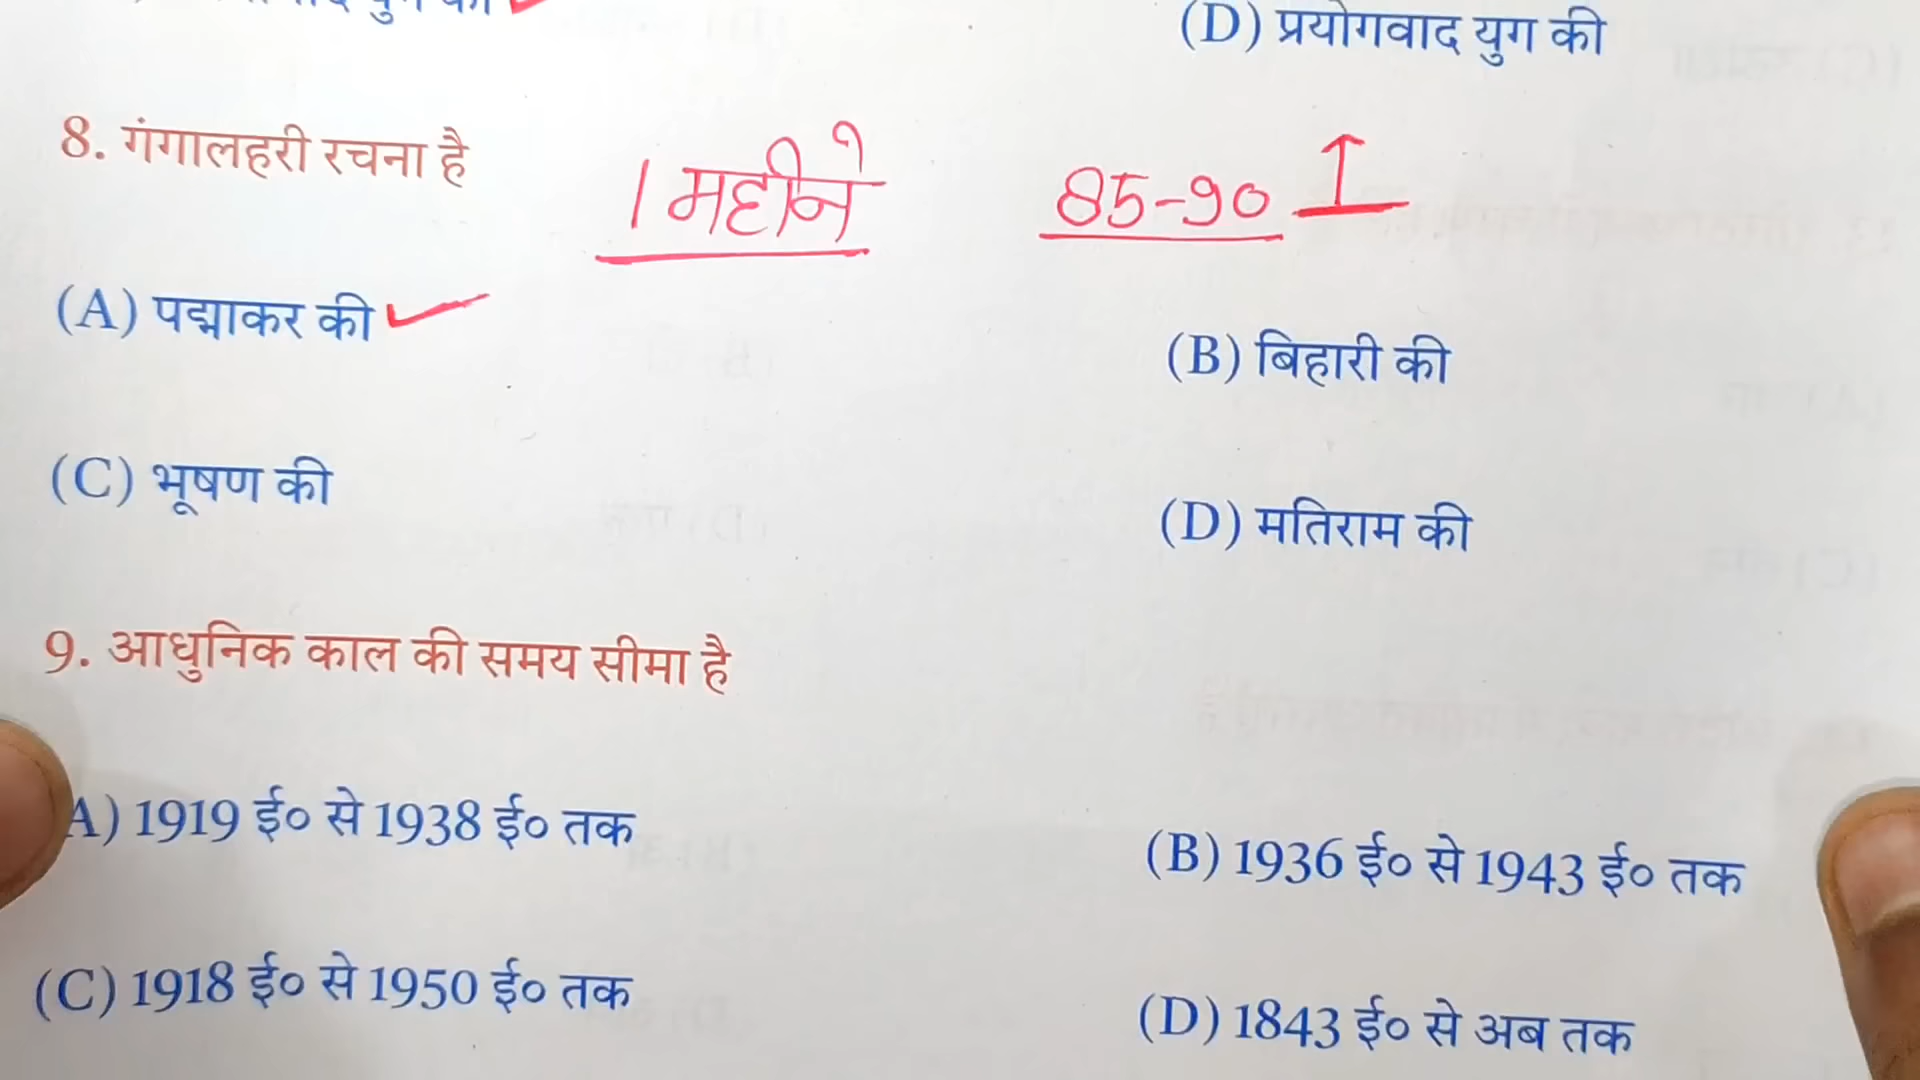 (D) प्रयोगवाद युग की
8. गंगालहरी रचना है
1 महीने
85-90
(A) पद्माकर की
(B) बिहारी की
(C) भूषण की
(D) मतिराम की
9. आधुनिक काल की समय सीमा है
A) 1919 ई० से 1938 ई० तक
(B) 1936 ई० से 1943 ई० तक
(C) 1918 ई० से 1950 ई० तक
(D) 1843 ई० से अब तक